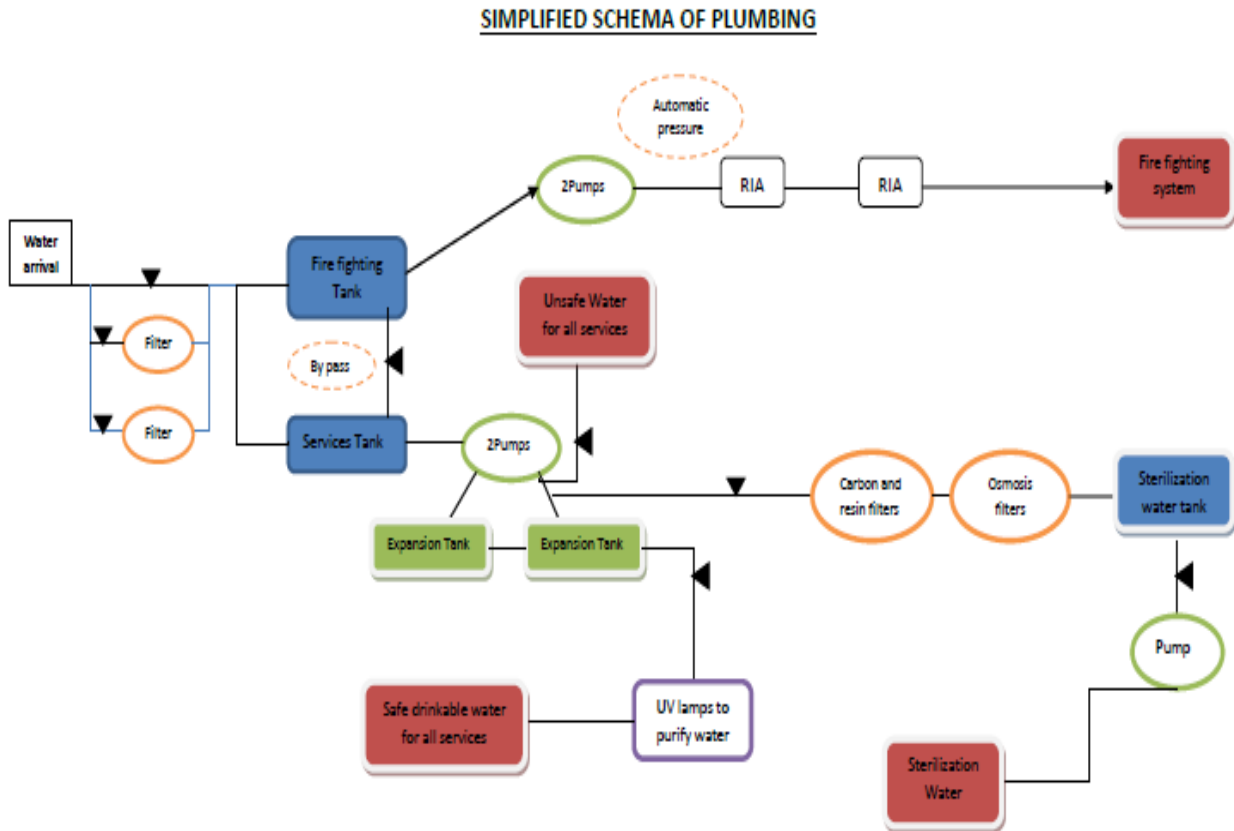 SIMPLIFIED SCHEMA OF PLUMBING
Automatic
pressure
2Pumps
RIA
RIA
Fire fighting
system
Water
arrival
Fire fighting
Tank
Unsafe Water
for all services
Filter
By pass
Filter
Services Tank
2Pumps
Carbon and
resin filters
Osmosis
filters
Sterilization
water tank
Expansion Tank
Expansion Tank
Pump
Safe drinkable water
for all services
UV lamps to
purify water
Sterilization
Water